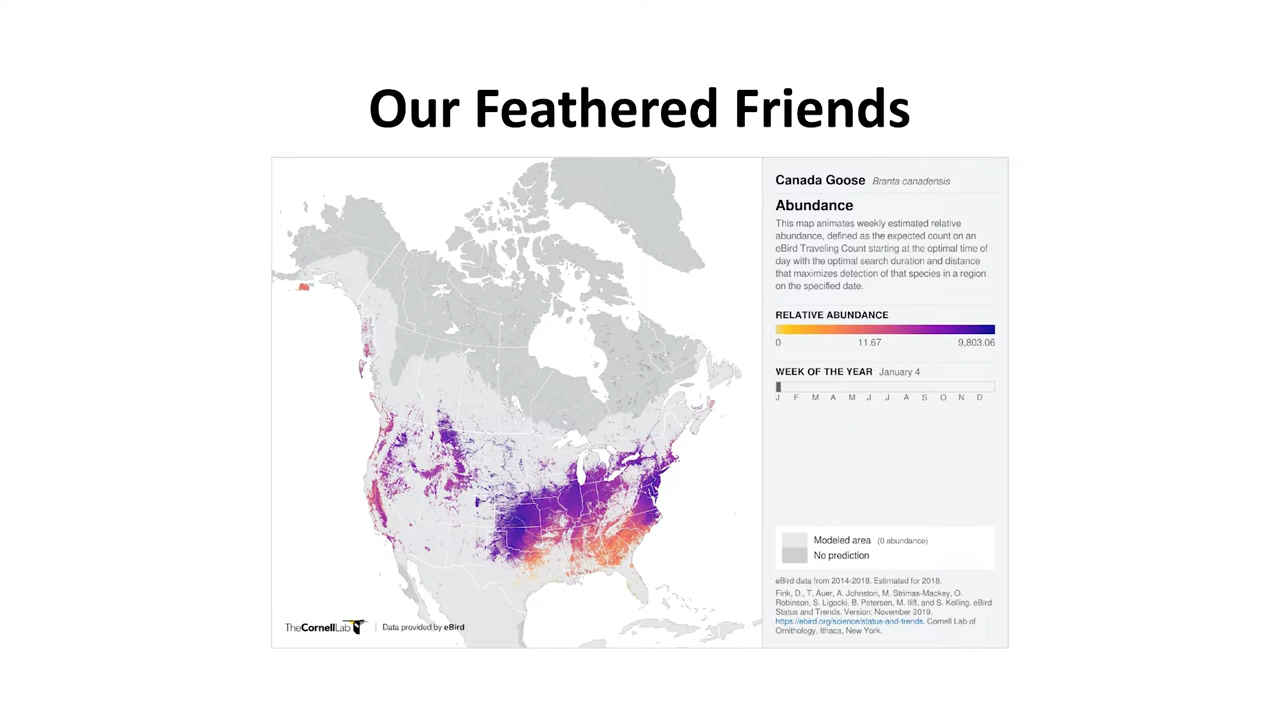 Our Feathered Friends
Canada Goose Branta canadensis
Abundance
This map animates weekly estimated relative
abundance, defined as the expected count on an
eBird Traveling Count starting at the optimal time of
day with the optimal search duration and distance
that maximizes detection of that species in a region
on the specified date.
RELATIVE ABUNDANCE
0 11.67 9,803.06
WEEK OF THE YEAR January 4
J F M A M J J A S O N D
Modeled area (0 abundance)
No prediction
eBird data from 2014-2018. Estimated for 2018.
Fink, D., T. Auer, A. Johnston, M. Strimas-Mackey, O.
Robinson, S. Ligocki, B. Petersen, M. Iliff, and S. Kelling. eBird
Status and Trends. Version: November 2019.
https://ebird.org/science/status-and-trends. Cornell Lab of
Ornithology, Ithaca, New York.
TheCornellLab Data provided by eBird